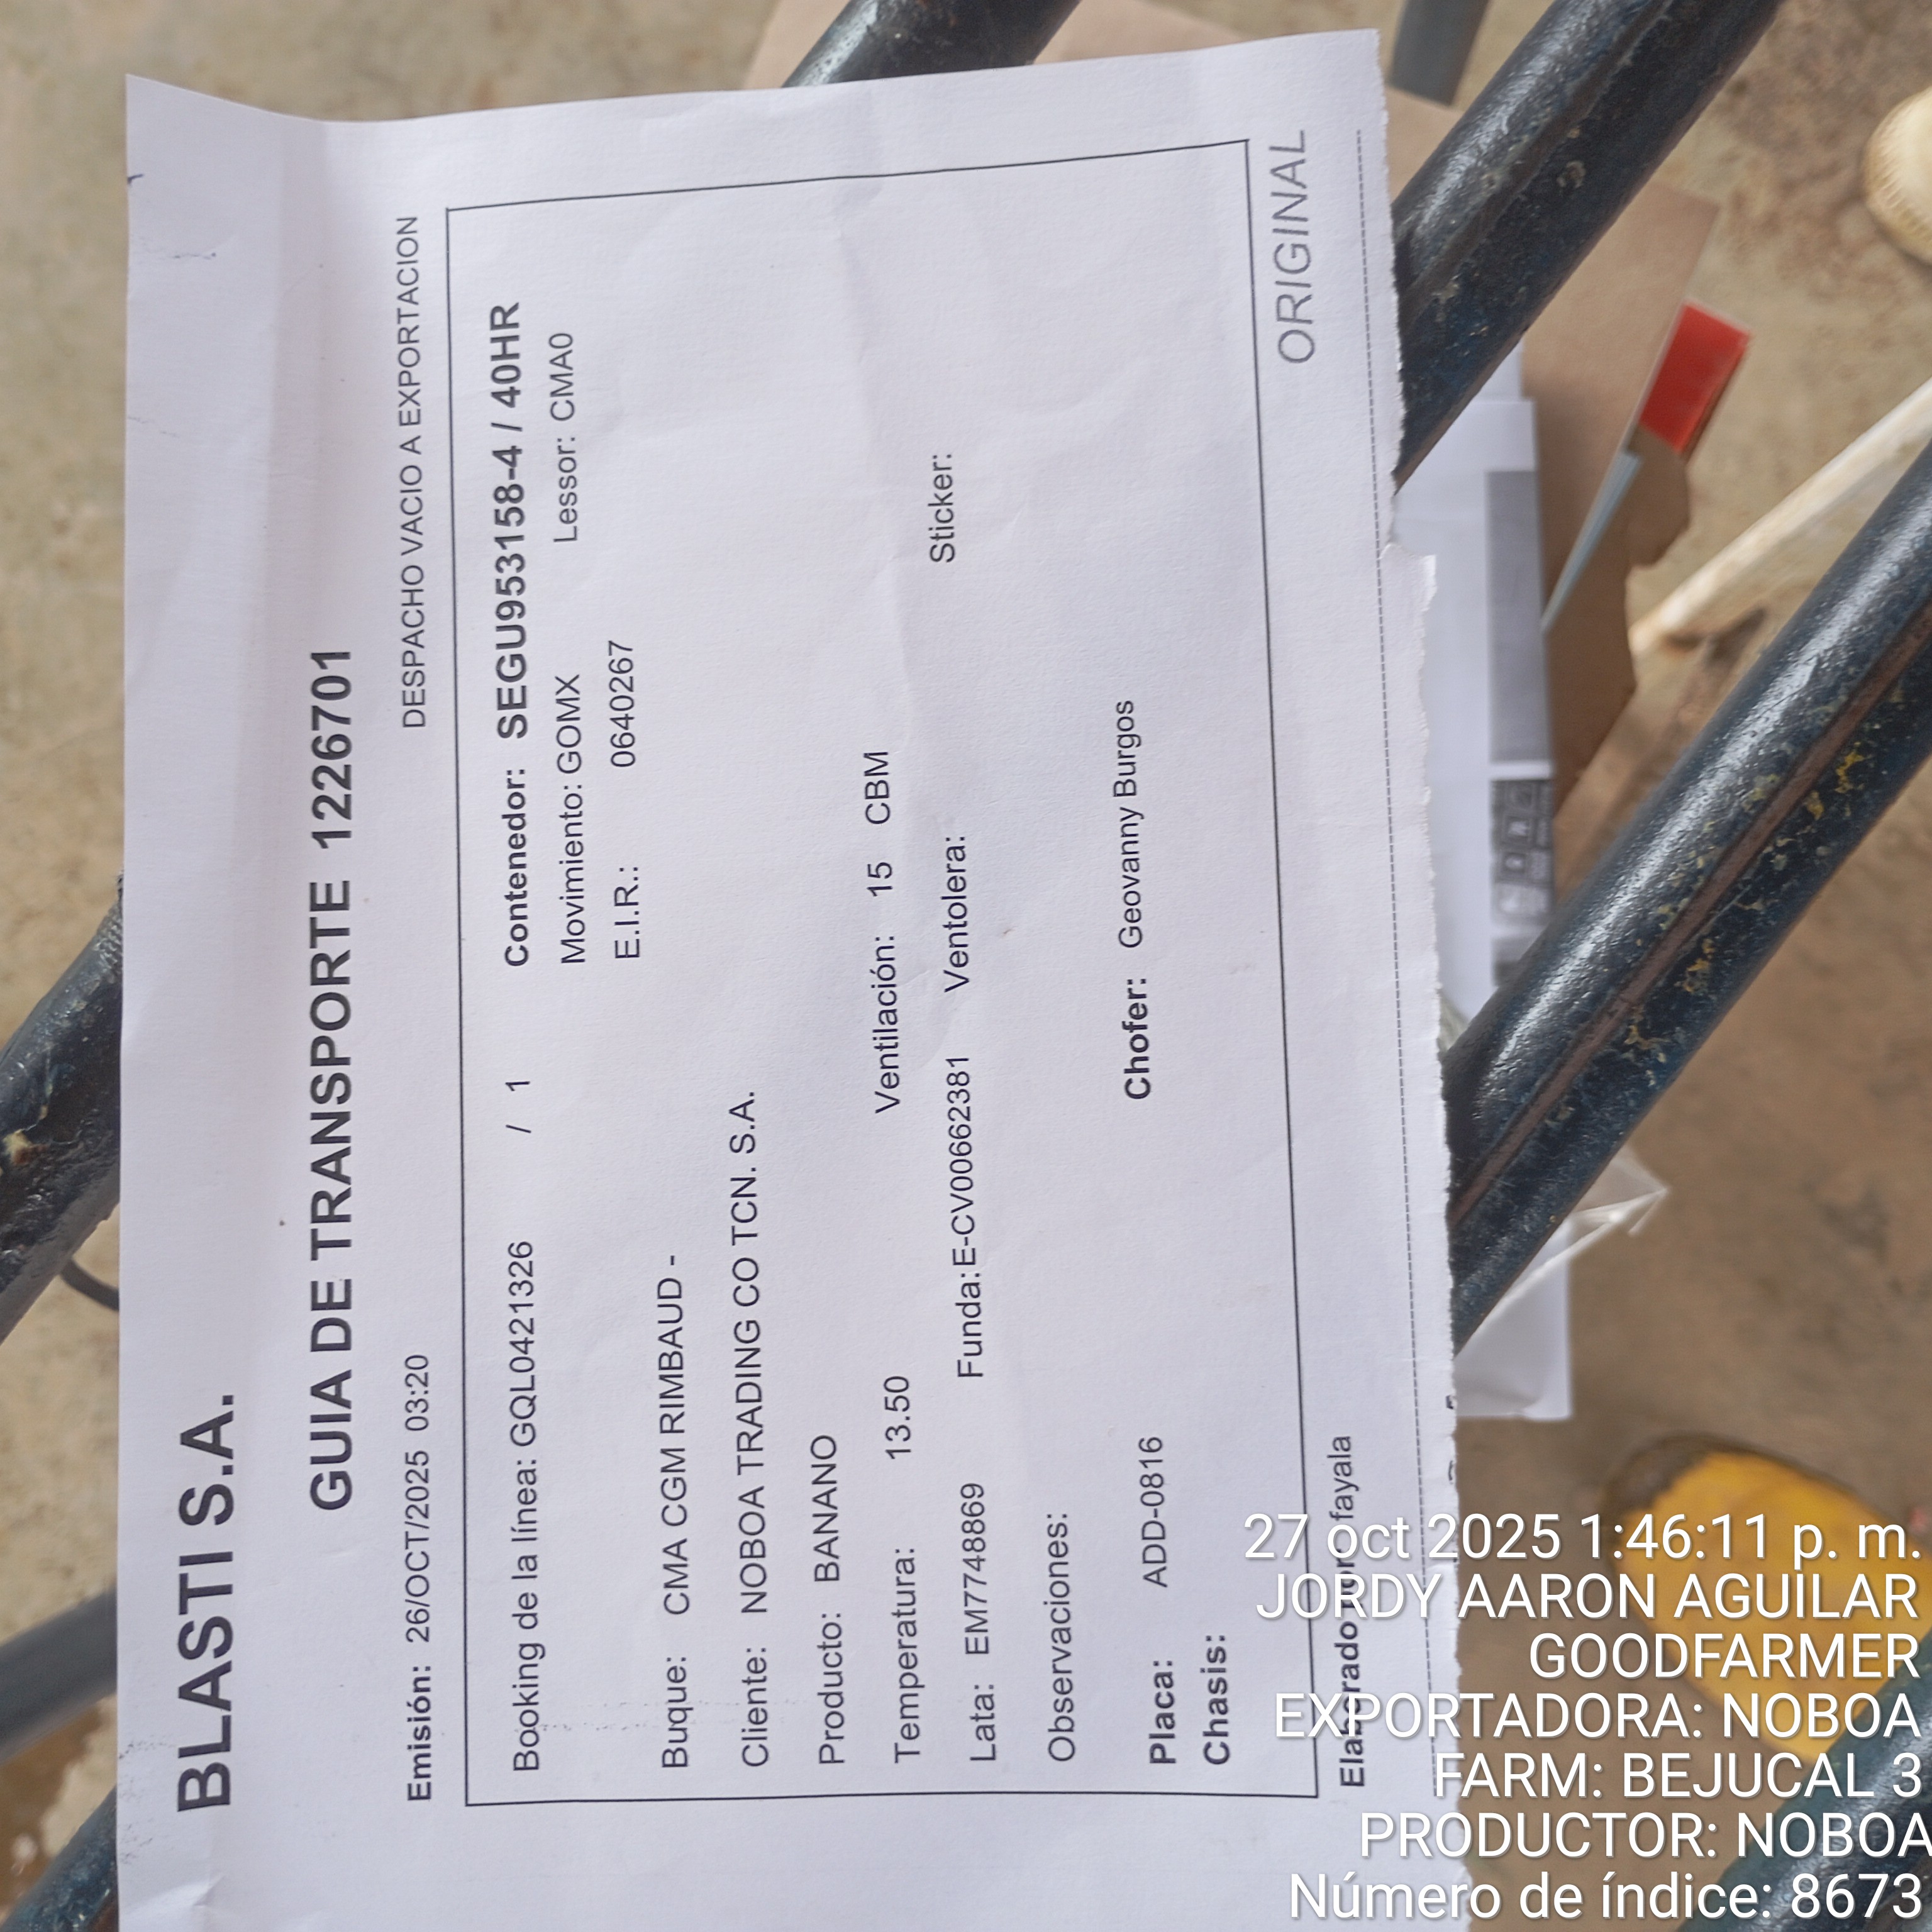 BLASTI S.A.
GUIA DE TRANSPORTE 1226701
Emisión: 26/OCT/2025 03:20 DESPACHO VACIO A EXPORTACION
Booking de la línea: GQL0421326 / 1 Contenedor: SEGU953158-4 / 40HR
Movimiento: GOMX Lessor: CMA0
E.I.R.: 0640267
Buque: CMA CGM RIMBAUD -
Cliente: NOBOA TRADING CO TCN. S.A.
Producto: BANANO
Temperatura: 13.50 Ventilación: 15 CBM
Lata: EM7748869 Funda: E-CV00662381 Ventolera: Sticker:
Observaciones:
Placa: ADD-0816 Chofer: Geovanny Burgos
Chasis:
ORIGINAL
Elaborado por: fayala
27 oct 2025 1:46:11 p. m.
JORDY AARON AGUILAR
GOODFARMER
EXPORTADORA: NOBOA
FARM: BEJUCAL 3
PRODUCTOR: NOBOA
Número de índice: 8673